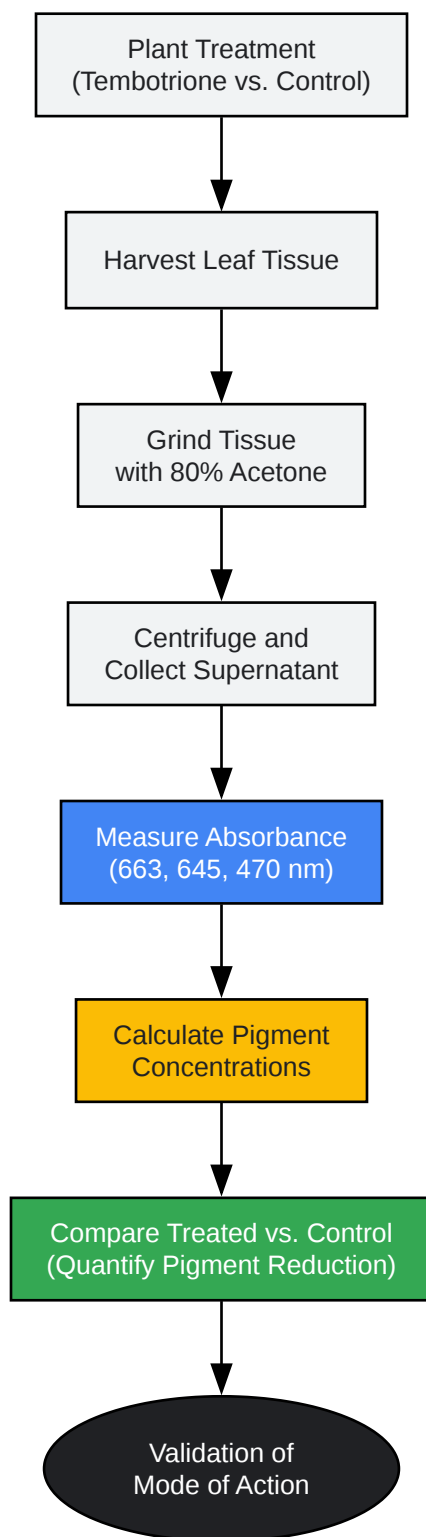 Plant Treatment
(Tembotrione vs. Control)
Harvest Leaf Tissue
Grind Tissue
with 80% Acetone
Centrifuge and
Collect Supernatant
Measure Absorbance
(663, 645, 470 nm)
Calculate Pigment
Concentrations
Compare Treated vs. Control
(Quantify Pigment Reduction)
Validation of
Mode of Action